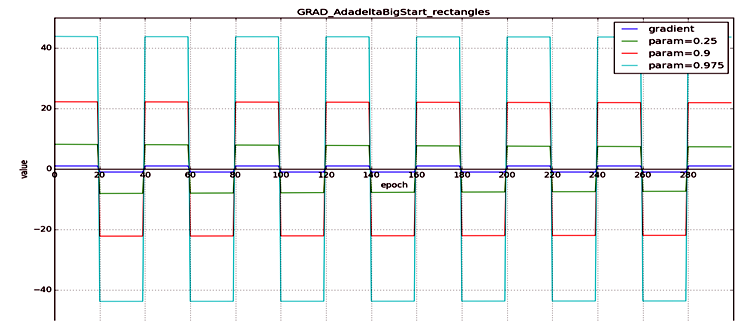 GRAD_AdadeltaBigStart_rectangles
gradient
param=0.25
param=0.9
param=0.975
40
20
0
−20
−40
value
0 20 40 60 80 100 120 140 160 180 200 220 240 260 280
epoch